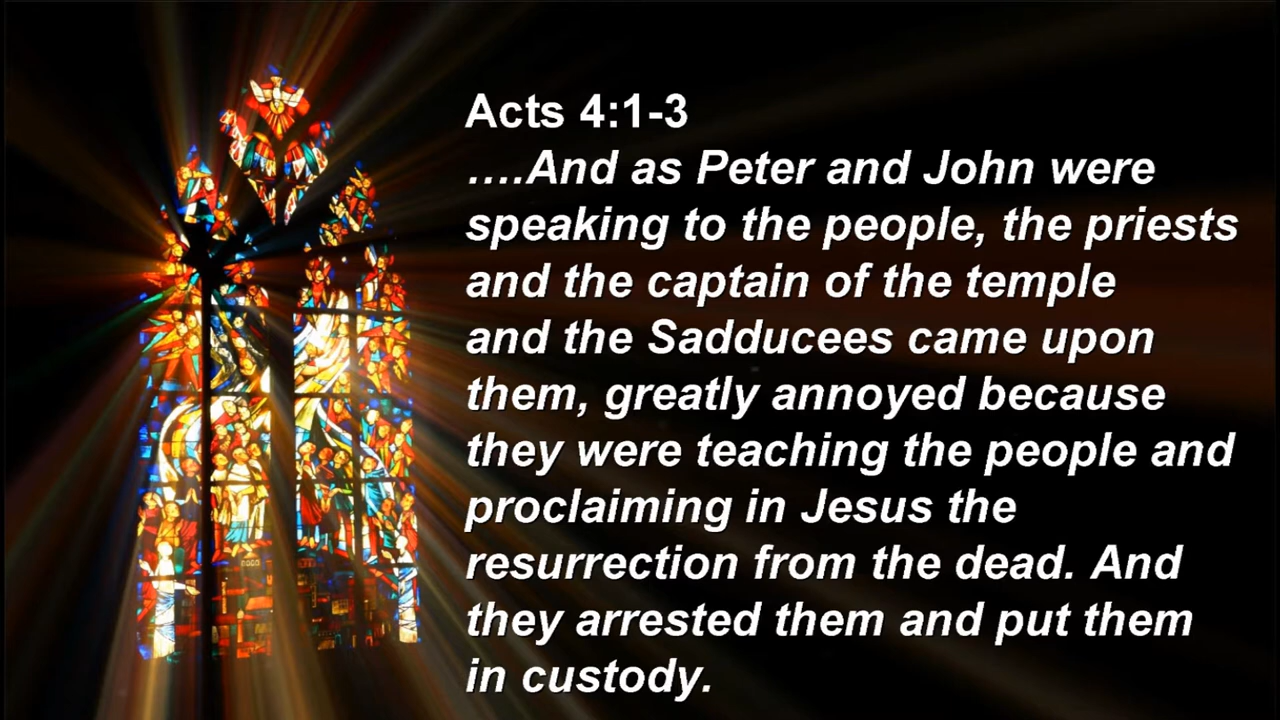 Acts 4:1-3
....And as Peter and John were
speaking to the people, the priests
and the captain of the temple
and the Sadducees came upon
them, greatly annoyed because
they were teaching the people and
proclaiming in Jesus the
resurrection from the dead. And
they arrested them and put them
in custody.